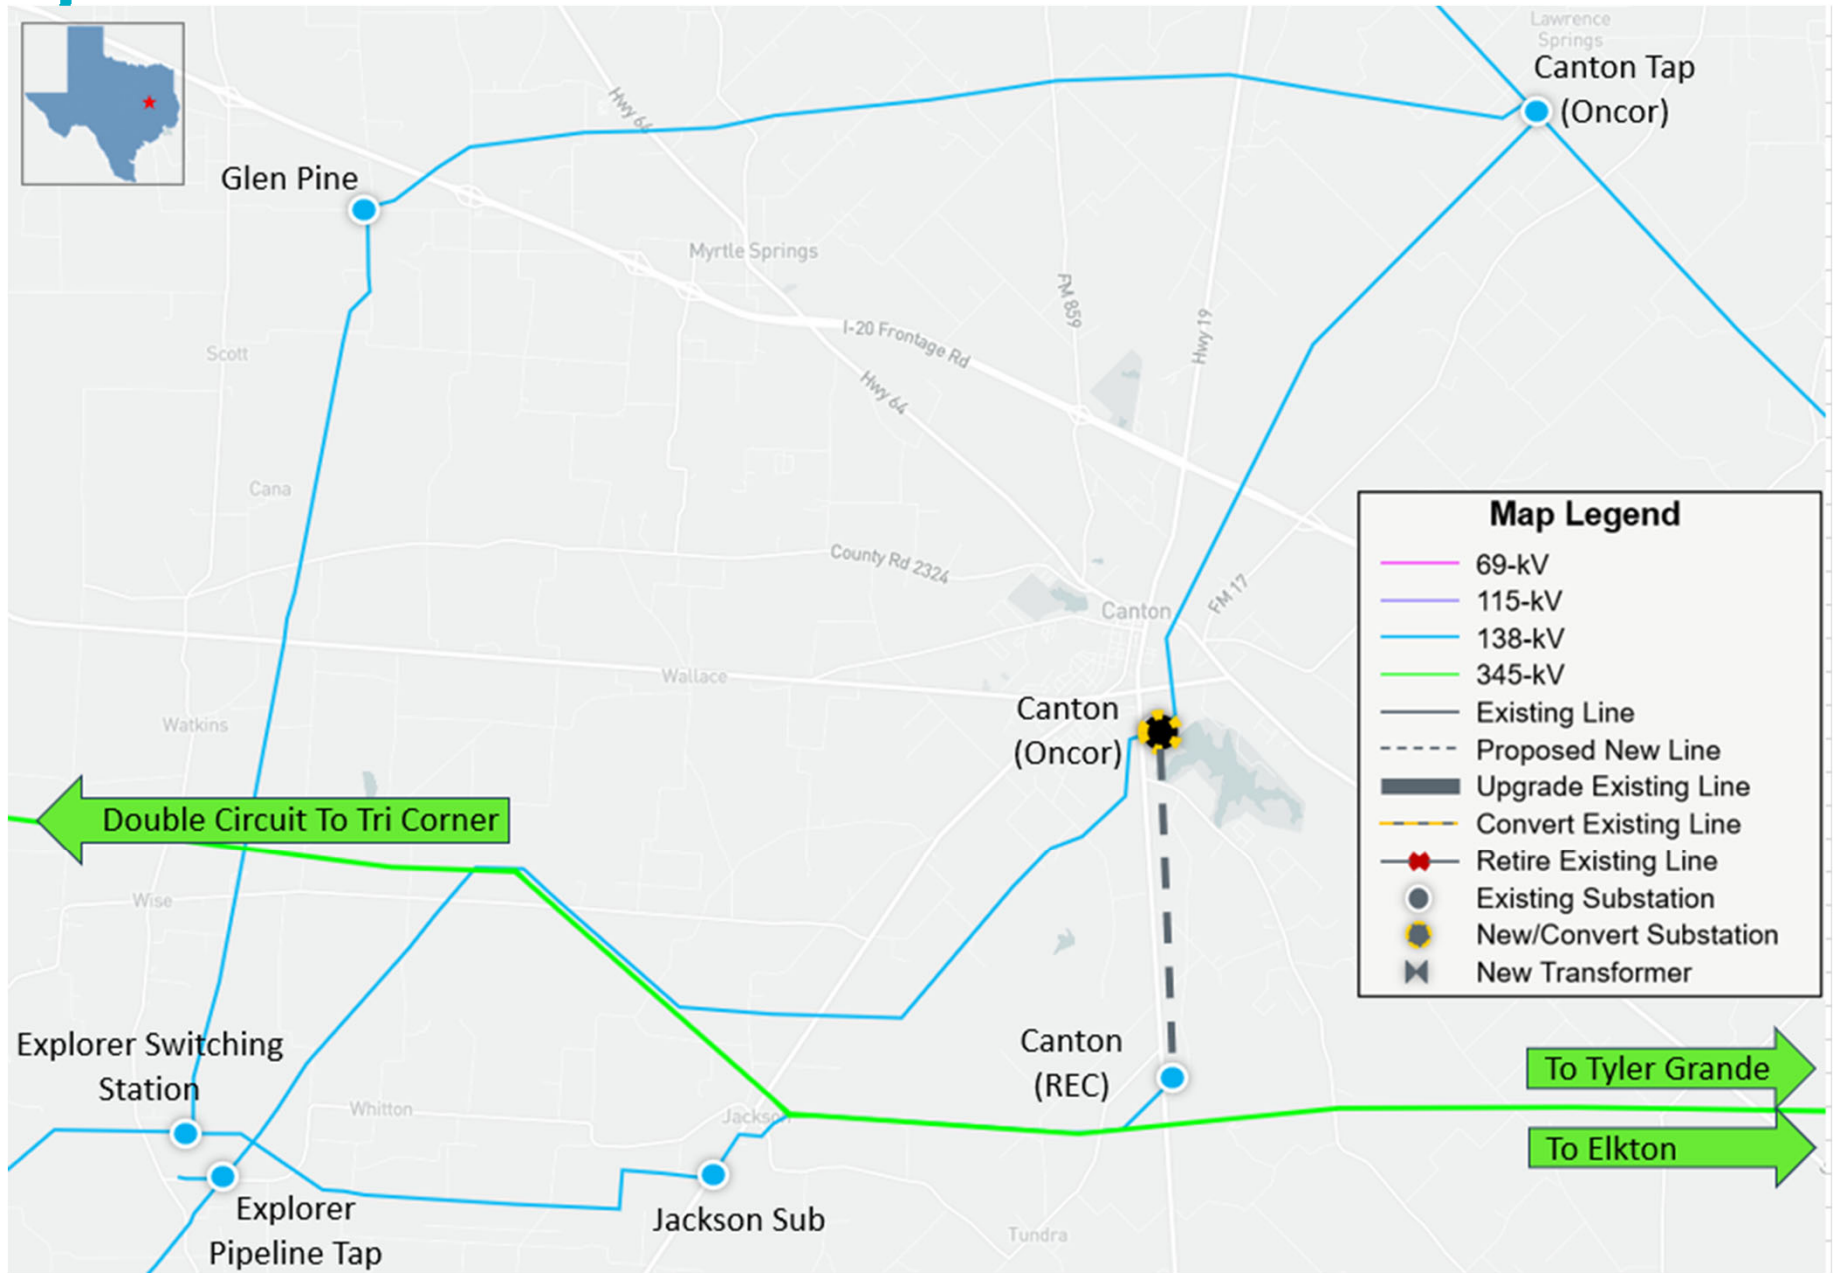 Lawrence
Springs
Canton Tap
(Oncor)
Hwy 64
Glen Pine
Myrtle Springs
FM 859
Hwy 19
I-20 Frontage Rd
Scott
Hwy 64
Cana
County Rd 2324
Canton
FM 17
Map Legend
69-kV
115-kV
138-kV
345-kV
Existing Line
Proposed New Line
Upgrade Existing Line
Convert Existing Line
Retire Existing Line
Existing Substation
New/Convert Substation
New Transformer
Wallace
Watkins
Canton
(Oncor)
Double Circuit To Tri Corner
Wise
Explorer Switching
Station
Canton
(REC)
To Tyler Grande
Whitton
Jackson
To Elkton
Explorer
Pipeline Tap
Jackson Sub
Tundra